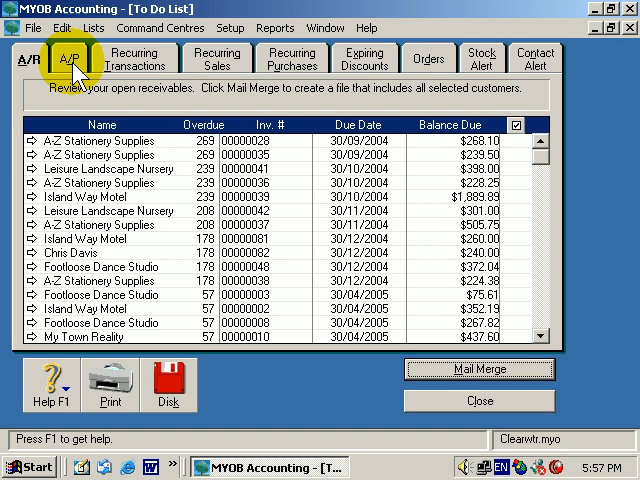 MYOB Accounting - [To Do List]
File Edit Lists Command Centres Setup Reports Window Help
A/R A/P Recurring Transactions Recurring Sales Recurring Purchases Expiring Discounts Orders Stock Alert Contact Alert
Review your open receivables. Click Mail Merge to create a file that includes all selected customers.
Name Overdue Inv. # Due Date Balance Due
A-Z Stationery Supplies 269 00000028 30/09/2004 $268.10
A-Z Stationery Supplies 269 00000035 30/09/2004 $239.50
Leisure Landscape Nursery 239 00000041 30/10/2004 $398.00
A-Z Stationery Supplies 239 00000036 30/10/2004 $228.25
Island Way Motel 239 00000039 30/10/2004 $1,889.89
Leisure Landscape Nursery 208 00000042 30/11/2004 $301.00
A-Z Stationery Supplies 208 00000037 30/11/2004 $505.75
Island Way Motel 178 00000081 30/12/2004 $260.00
Chris Davis 178 00000082 30/12/2004 $240.00
Footloose Dance Studio 178 00000048 30/12/2004 $372.04
A-Z Stationery Supplies 178 00000038 30/12/2004 $224.38
Footloose Dance Studio 57 00000003 30/04/2005 $75.61
Island Way Motel 57 00000002 30/04/2005 $352.19
Footloose Dance Studio 57 00000008 30/04/2005 $267.82
My Town Reality 57 00000010 30/04/2005 $437.60
Help F1 Print Disk Mail Merge
Close
Press F1 to get help. Clearwtr.myo
Start » MYOB Accounting - [T... EN 5:57 PM